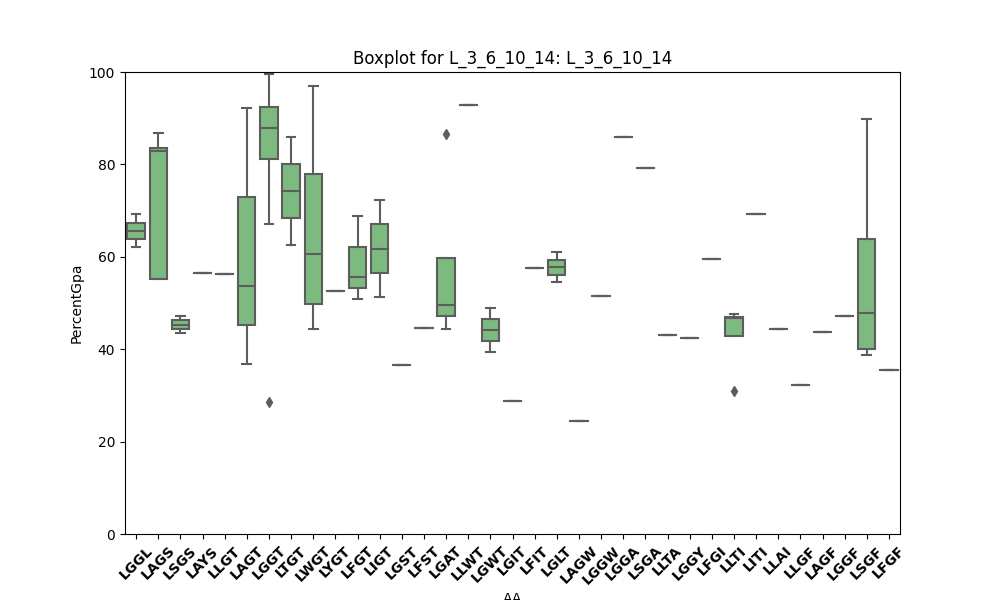 Boxplot for L_3_6_10_14: L_3_6_10_14
PercentGpa
100
80
60
40
20
0
LGGL LAGS LSGS LAYS LLGT LAGT LGGT LTGT LWGT LYGT LFGT LIGT LGST LFST LGAT LLWT LGWT LGIT LFIT LGLT LAGW LGGW LGGA LSGA LLTA LGGY LFGI LLTI LITI LLAI LLGF LAGF LGGF LSGF LFGF
AA